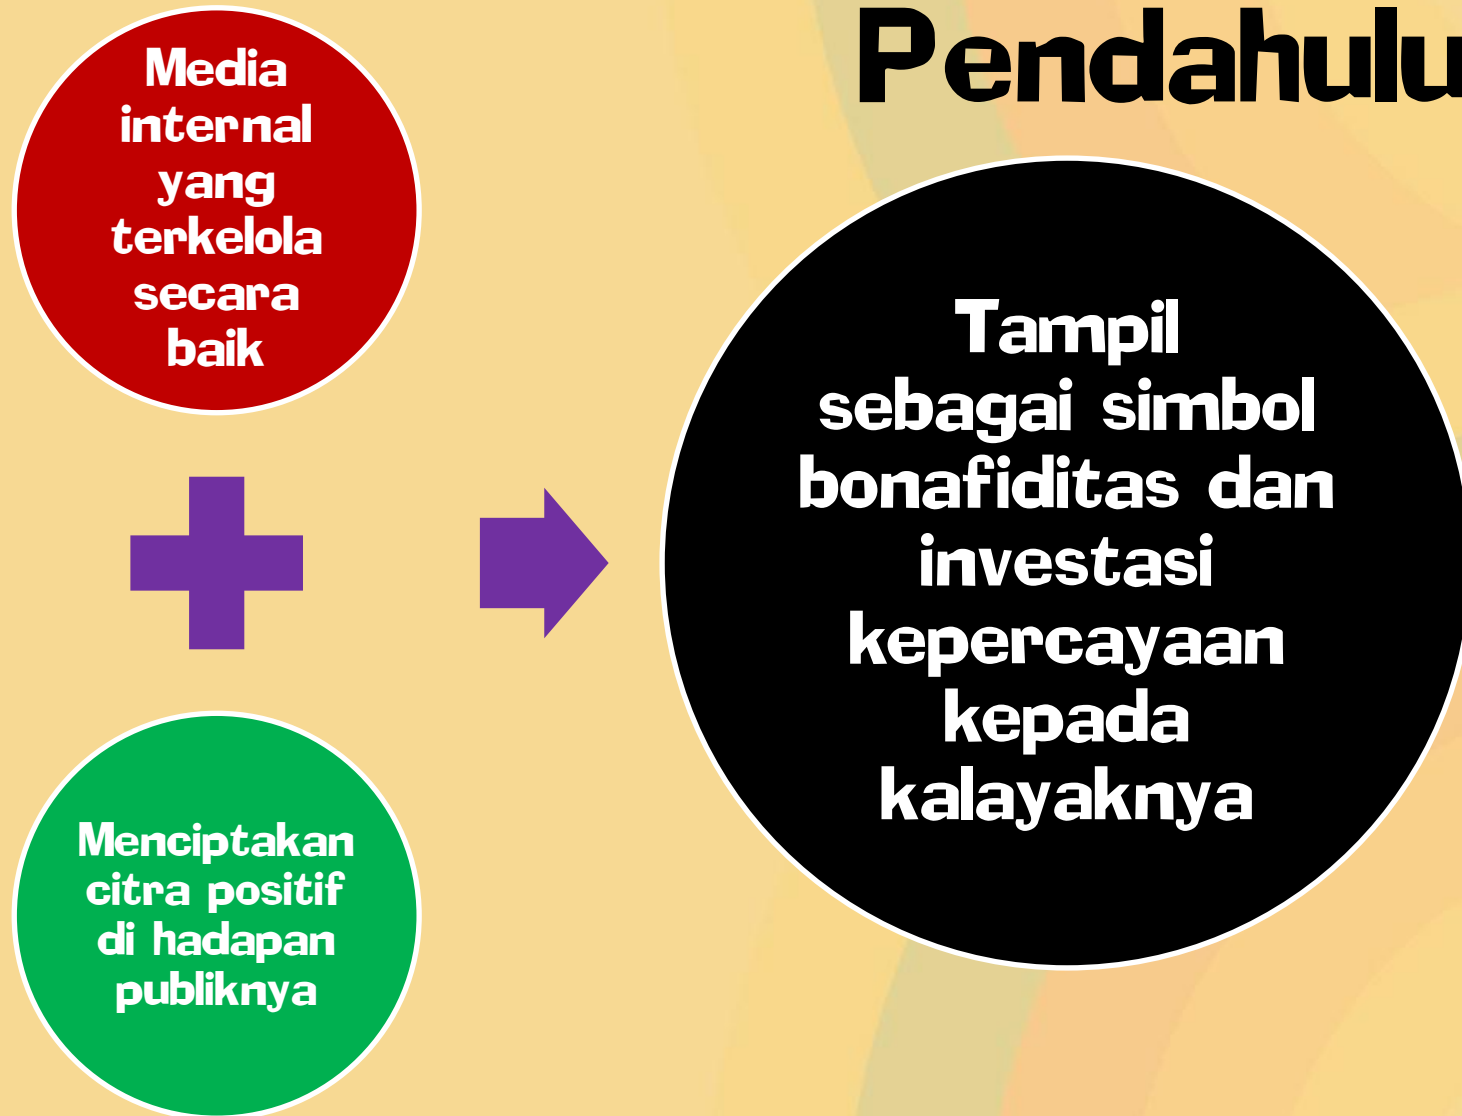 Pendahulu
Media
internal
yang
terkelola
secara
baik
Menciptakan
citra positif
di hadapan
publiknya
Tampil
sebagai simbol
bonafiditas dan
investasi
kepercayaan
kepada
kalayaknya